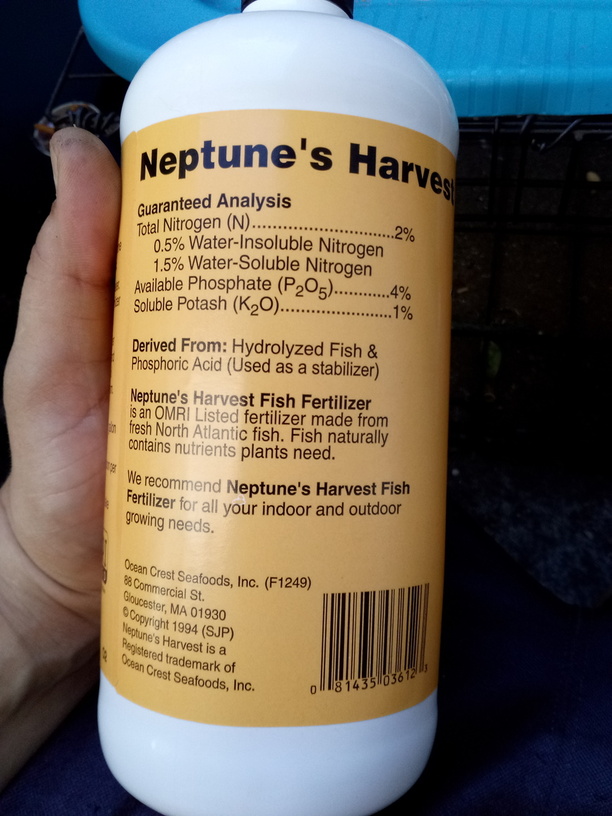 Neptune's Harvest
Guaranteed Analysis
Total Nitrogen (N)..........................2%
0.5% Water-Insoluble Nitrogen
1.5% Water-Soluble Nitrogen
Available Phosphate (P₂O₅)..........4%
Soluble Potash (K₂O).....................1%
Derived From: Hydrolyzed Fish &
Phosphoric Acid (Used as a stabilizer)
Neptune's Harvest Fish Fertilizer
is an OMRI Listed fertilizer made from
fresh North Atlantic fish. Fish naturally
contains nutrients plants need.
We recommend Neptune's Harvest Fish
Fertilizer for all your indoor and outdoor
growing needs.
Ocean Crest Seafoods, Inc. (F1249)
88 Commercial St.
Gloucester, MA 01930
© Copyright 1994 (SJP)
Neptune's Harvest is a
Registered trademark of
Ocean Crest Seafoods, Inc.
0 81435 03612 3